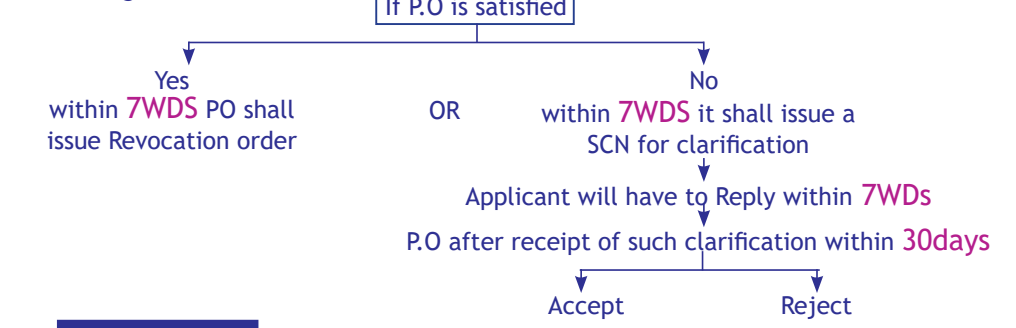 If P.O is satisfied
Yes
within 7WDS PO shall
issue Revocation order
OR
No
within 7WDS it shall issue a
SCN for clarification
Applicant will have to Reply within 7WDs
P.O after receipt of such clarification within 30days
Accept
Reject